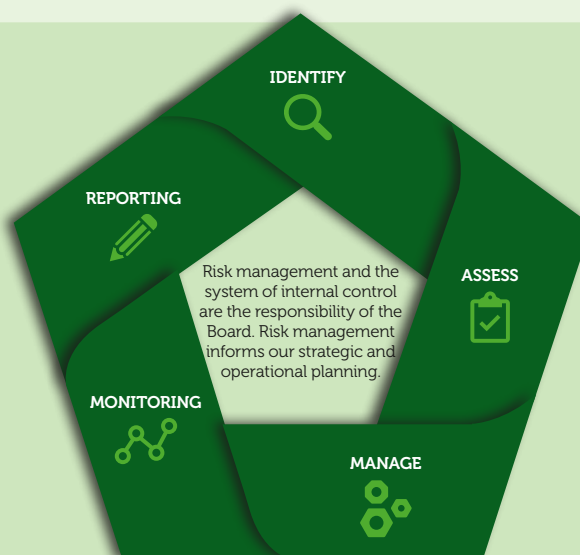 IDENTIFY
REPORTING
ASSESS
Risk management and the
system of internal control
are the responsibility of the
Board. Risk management
informs our strategic and
operational planning.
MONITORING
MANAGE